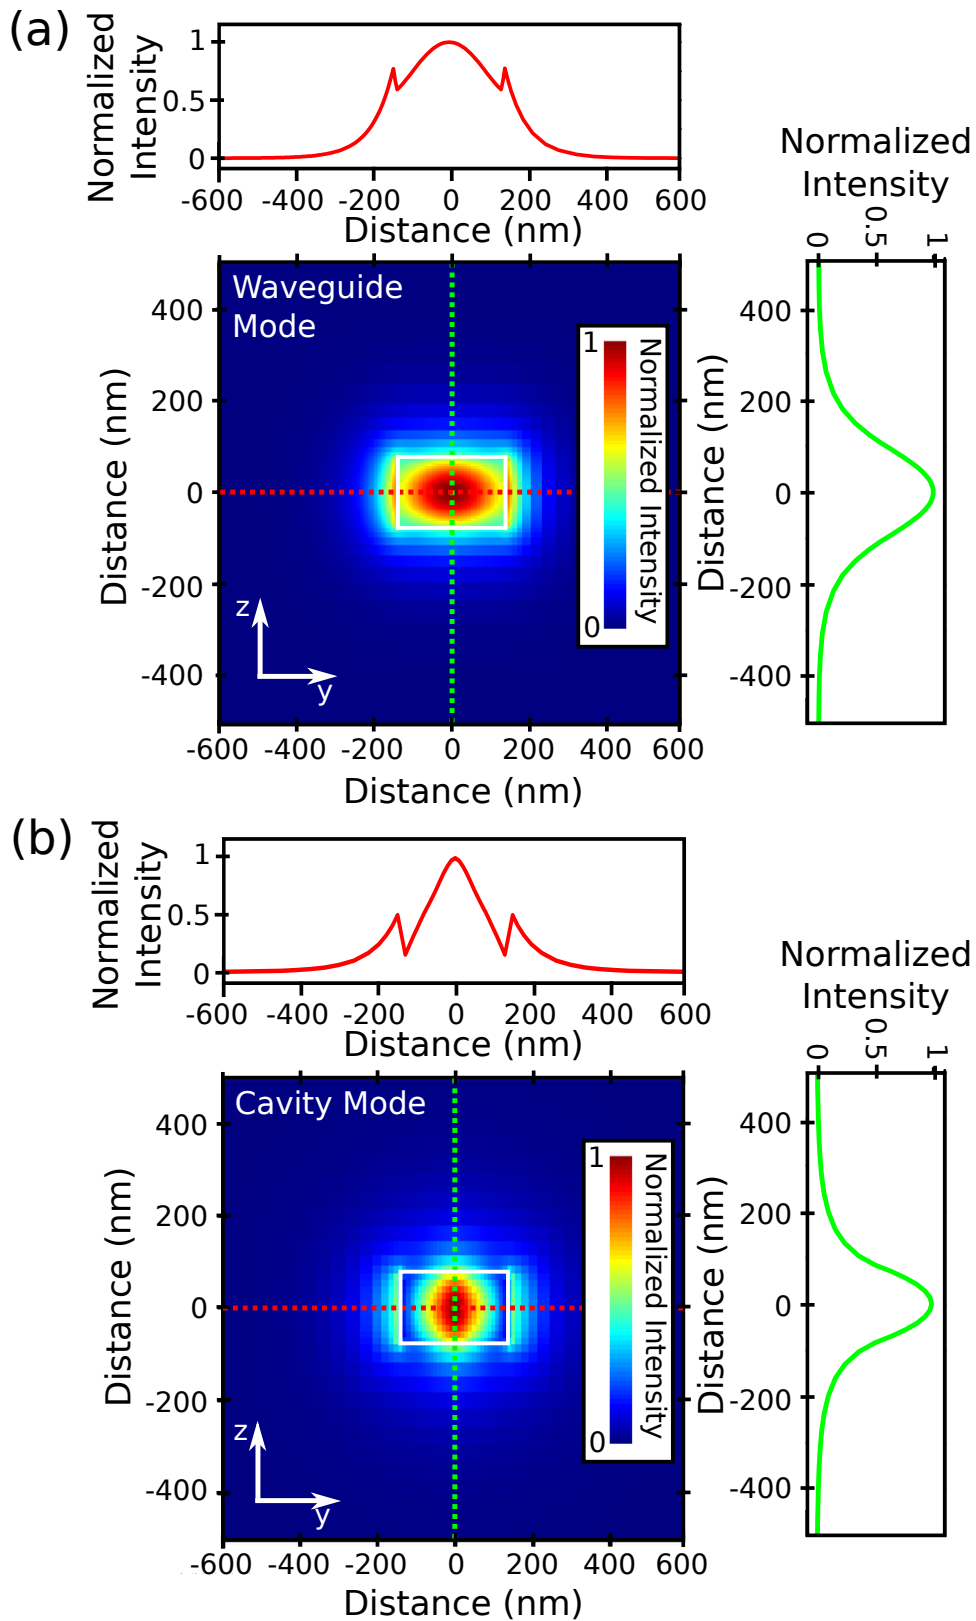 (a)
Normalized
Intensity
1
0.5
0
-600 -400 -200 0 200 400 600
Distance (nm)
Normalized
Intensity
0 0.5 1
Waveguide
Mode
400
200
0
-200
-400
Distance (nm)
1
0
Normalized Intensity
z
y
-600 -400 -200 0 200 400 600
Distance (nm)
400
200
0
-200
-400
Distance (nm)
(b)
Normalized
Intensity
1
0.5
0
-600 -400 -200 0 200 400 600
Distance (nm)
Normalized
Intensity
0 0.5 1
Cavity Mode
400
200
0
-200
-400
Distance (nm)
1
0
Normalized Intensity
z
y
-600 -400 -200 0 200 400 600
Distance (nm)
400
200
0
-200
-400
Distance (nm)